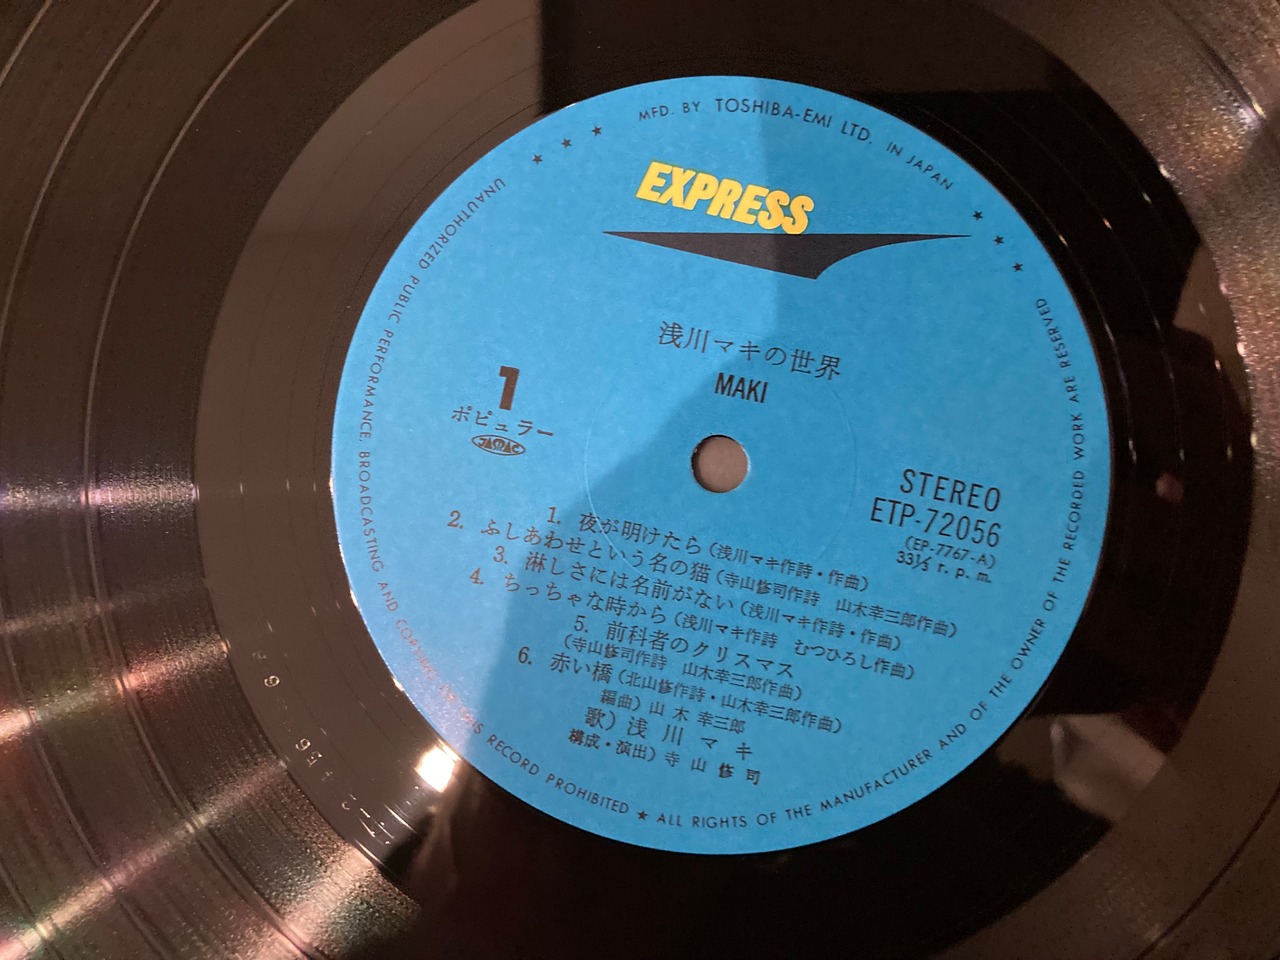 MFD. BY TOSHIBA-EMI LTD. IN JAPAN
EXPRESS
浅川マキの世界
MAKI
1
ポピュラー
JASRAC
STEREO
ETP-72056
(EP-7767-A)
33⅓ r. p. m.
1. 夜が明けたら (浅川マキ作詩・作曲)
2. ふしあわせという名の猫 (寺山修司作詩 山木幸三郎作曲)
3. 淋しさには名前がない (浅川マキ作詩・作曲)
4. ちっちゃな時から (浅川マキ作詩 むつひろし作曲)
5. 前科者のクリスマス
(寺山修司作詩 山木幸三郎作曲)
6. 赤い橋 (北山修作詩・山木幸三郎作曲)
編曲) 山木幸三郎
歌) 浅川マキ
構成・演出) 寺山修司
UNAUTHORIZED PUBLIC PERFORMANCE, BROADCASTING AND COPYING OF THIS RECORD PROHIBITED ★ ALL RIGHTS OF THE MANUFACTURER AND OF THE OWNER OF THE RECORDED WORK ARE RESERVED